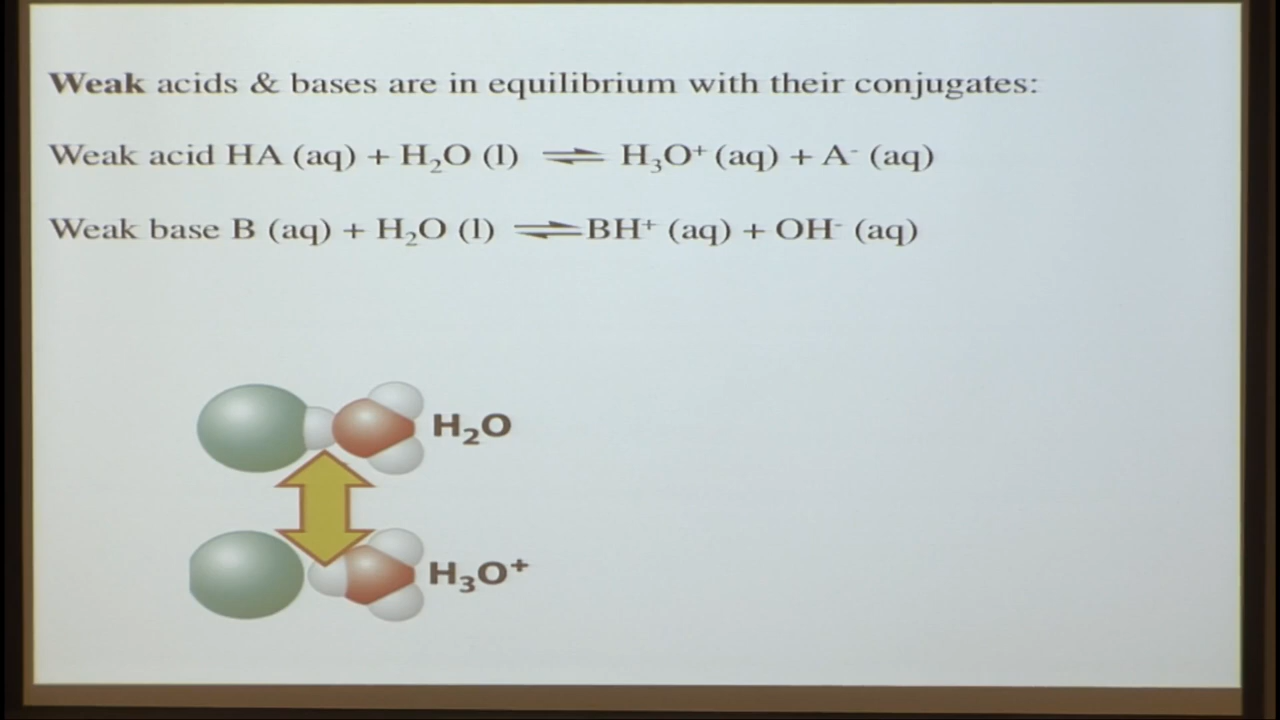 Weak acids & bases are in equilibrium with their conjugates:
Weak acid HA (aq) + H₂O (l) ⇌ H₃O⁺ (aq) + A⁻ (aq)
Weak base B (aq) + H₂O (l) ⇌ BH⁺ (aq) + OH⁻ (aq)
H₂O
H₃O⁺